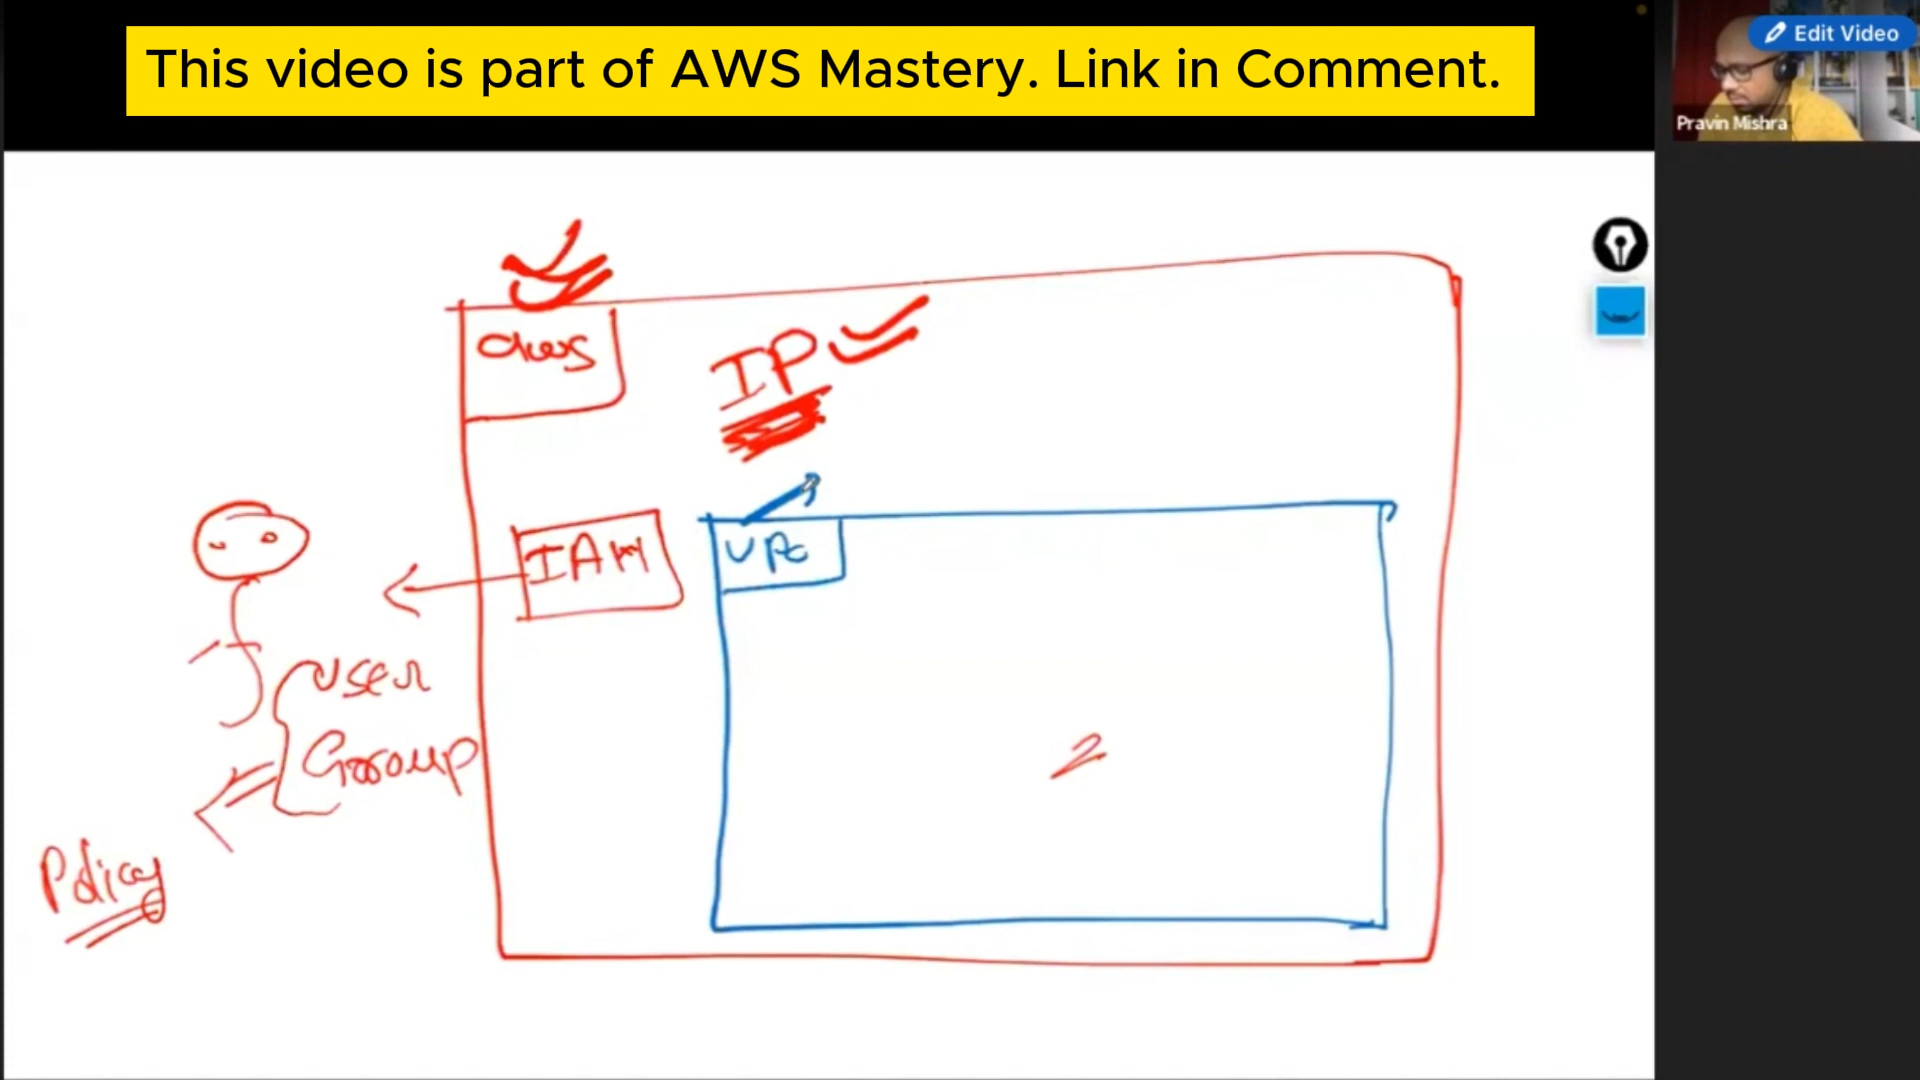 This video is part of AWS Mastery. Link in Comment.
Edit Video
Pravin Mishra
aws
IP
IAM
VPC
User
Group
2
Policy